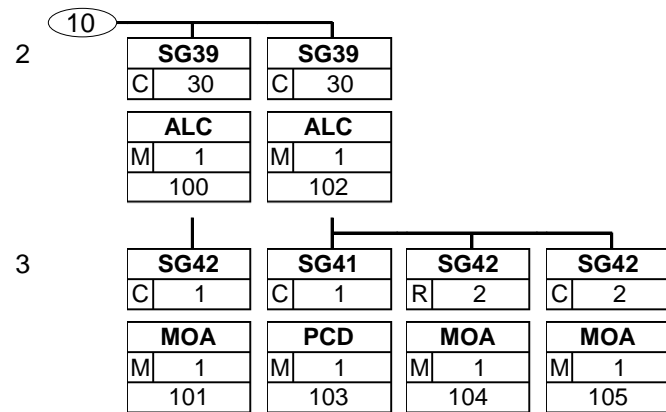 10
2
SG39 SG39
C 30 C 30
ALC ALC
M 1 M 1
100 102
3
SG42 SG41 SG42 SG42
C 1 C 1 R 2 C 2
MOA PCD MOA MOA
M 1 M 1 M 1 M 1
101 103 104 105